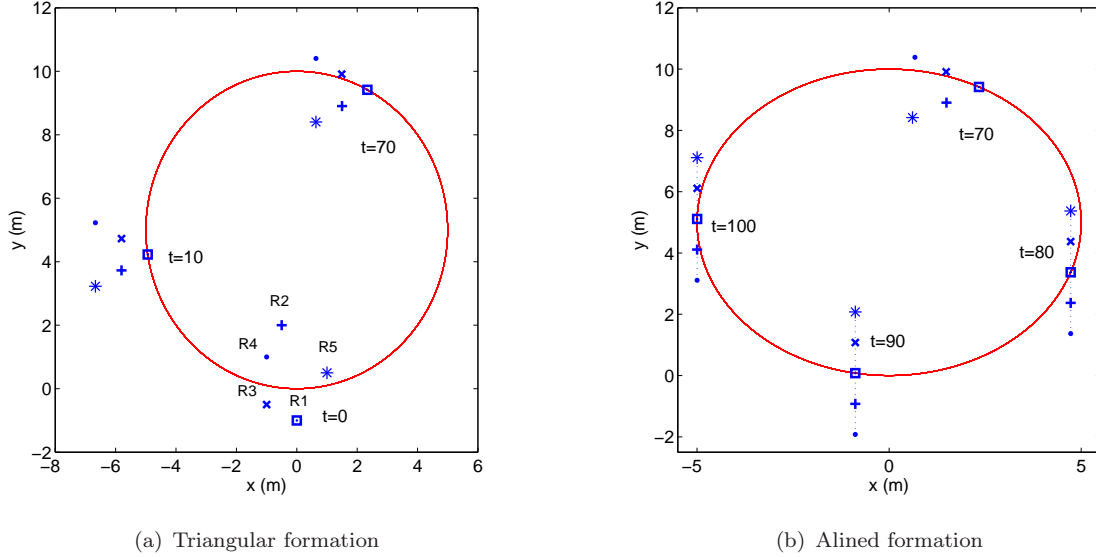 12
10
8
6
4
2
0
−2
−6
−4
−2
0
2
4
6
x (m)
y (m)
t=70
t=10
R2
R4
R5
R3
R1
t=0
(a) Triangular formation
12
10
8
6
4
2
0
−2
−5
0
5
x (m)
y (m)
t=70
t=100
t=80
t=90
(b) Alined formation